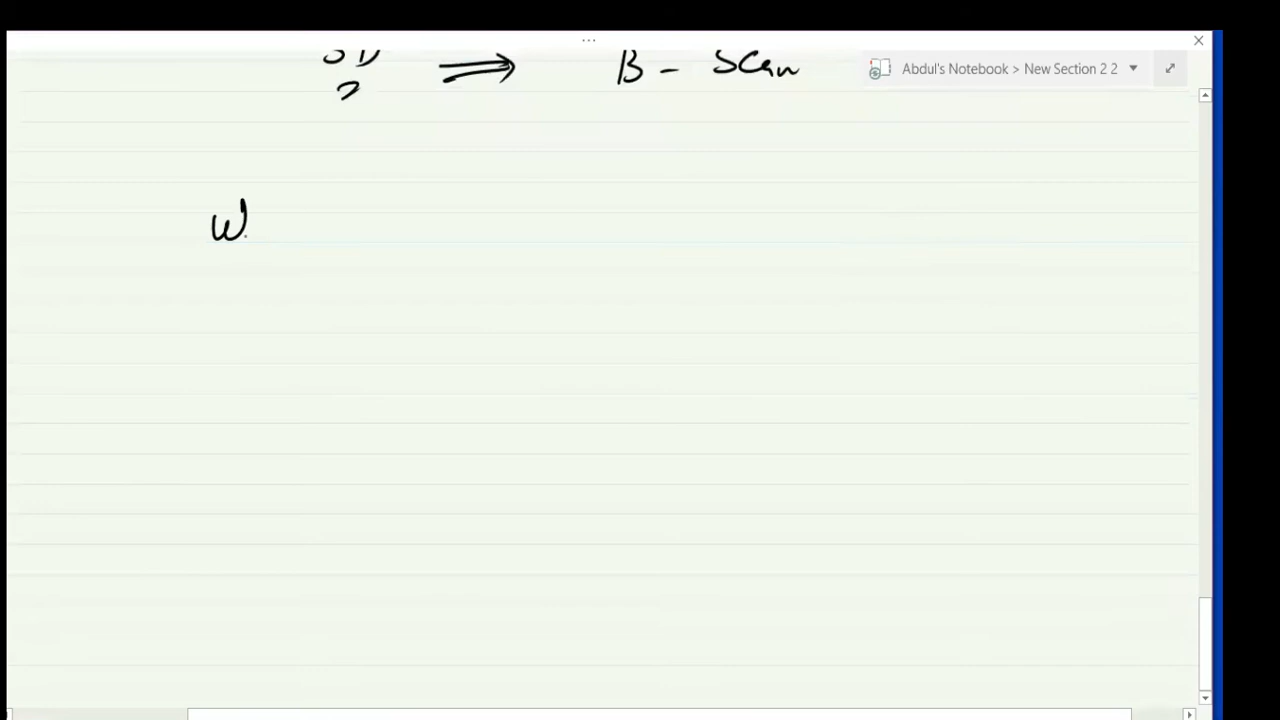 ⇒ B - Scan
Abdul's Notebook > New Section 2 2
W